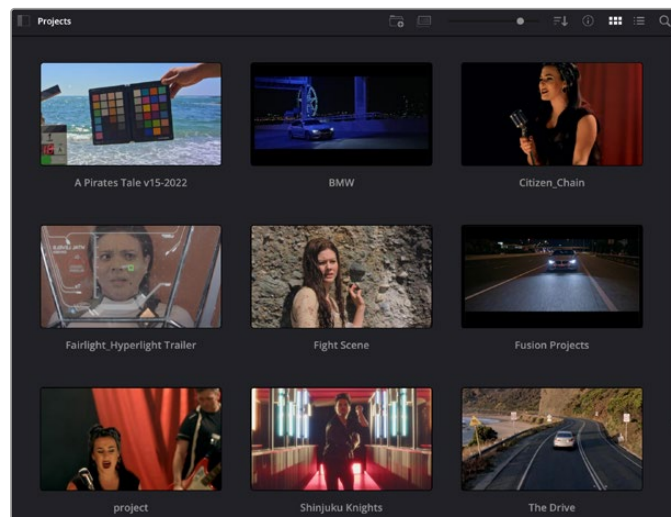 Projects
A Pirates Tale v15-2022
BMW
Citizen_Chain
Fairlight_Hyperlight Trailer
Fight Scene
Fusion Projects
project
Shinjuku Knights
The Drive